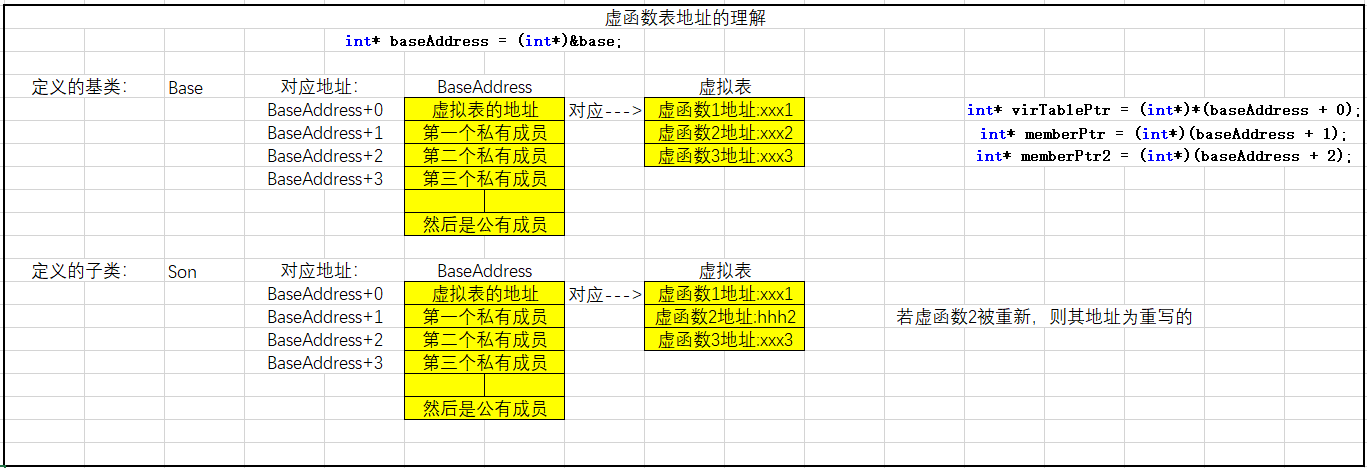 虚函数表地址的理解
int* baseAddress = (int*)&base;
定义的基类： Base 对应地址： BaseAddress 虚拟表
BaseAddress+0 虚拟表的地址 对应---> 虚函数1地址:xxx1 int* virTablePtr = (int*)*(baseAddress + 0);
BaseAddress+1 第一个私有成员 虚函数2地址:xxx2 int* memberPtr = (int*)(baseAddress + 1);
BaseAddress+2 第二个私有成员 虚函数3地址:xxx3 int* memberPtr2 = (int*)(baseAddress + 2);
BaseAddress+3 第三个私有成员
然后是公有成员
定义的子类： Son 对应地址： BaseAddress 虚拟表
BaseAddress+0 虚拟表的地址 对应---> 虚函数1地址:xxx1
BaseAddress+1 第一个私有成员 虚函数2地址:hhh2 若虚函数2被重新，则其地址为重写的
BaseAddress+2 第二个私有成员 虚函数3地址:xxx3
BaseAddress+3 第三个私有成员
然后是公有成员